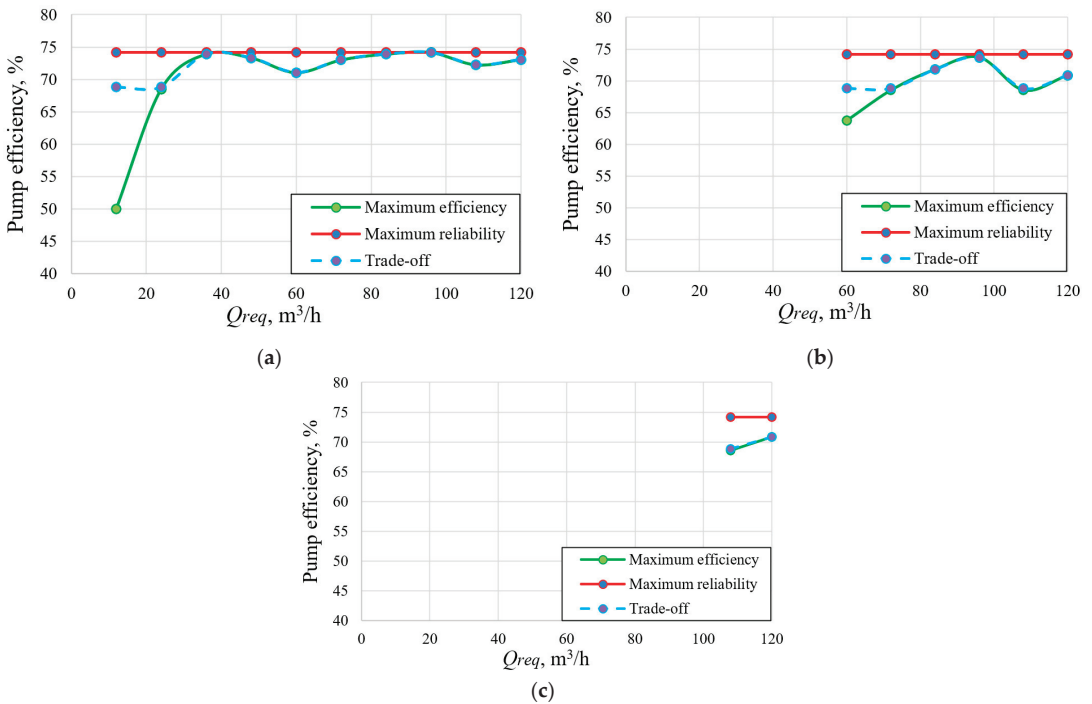 80
75
70
65
60
55
50
45
40
0 20 40 60 80 100 120
Pump efficiency, %
Qreq, m³/h
Maximum efficiency
Maximum reliability
Trade-off
(a)
80
75
70
65
60
55
50
45
40
0 20 40 60 80 100 120
Pump efficiency, %
Qreq, m³/h
Maximum efficiency
Maximum reliability
Trade-off
(b)
80
75
70
65
60
55
50
45
40
0 20 40 60 80 100 120
Pump efficiency, %
Qreq, m³/h
Maximum efficiency
Maximum reliability
Trade-off
(c)